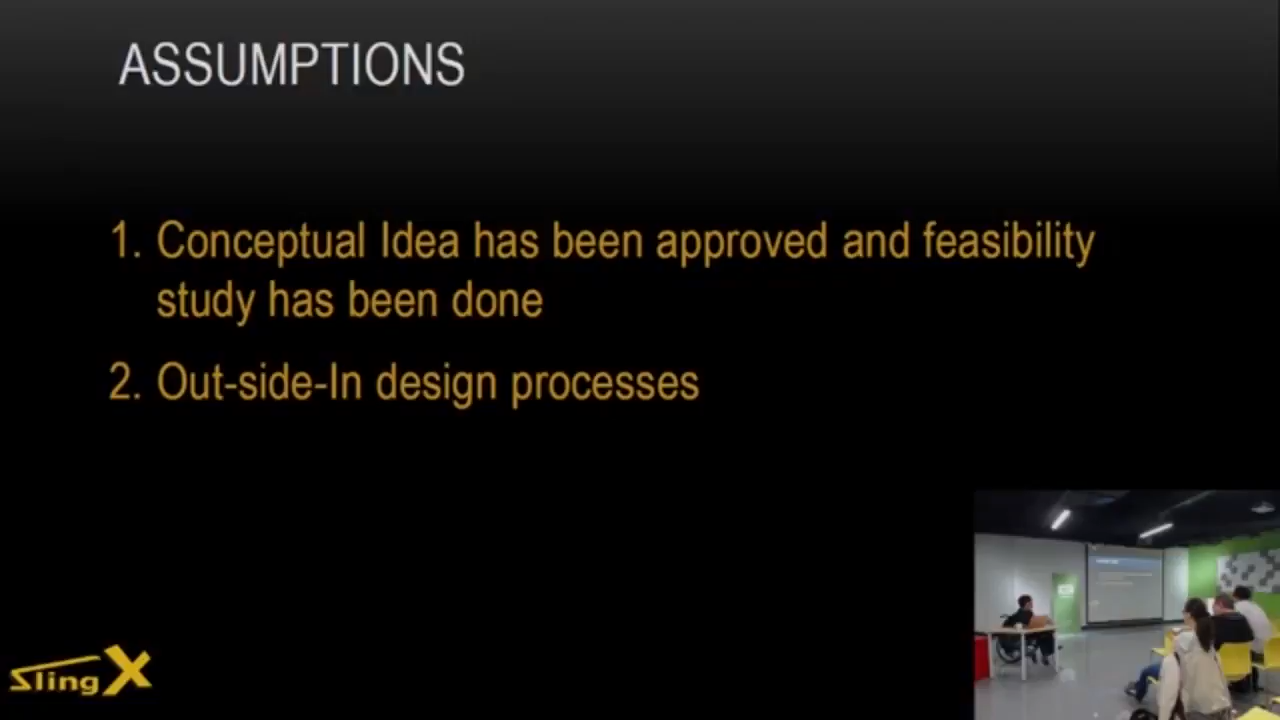 ASSUMPTIONS
1. Conceptual Idea has been approved and feasibility
study has been done
2. Out-side-In design processes
SlingX